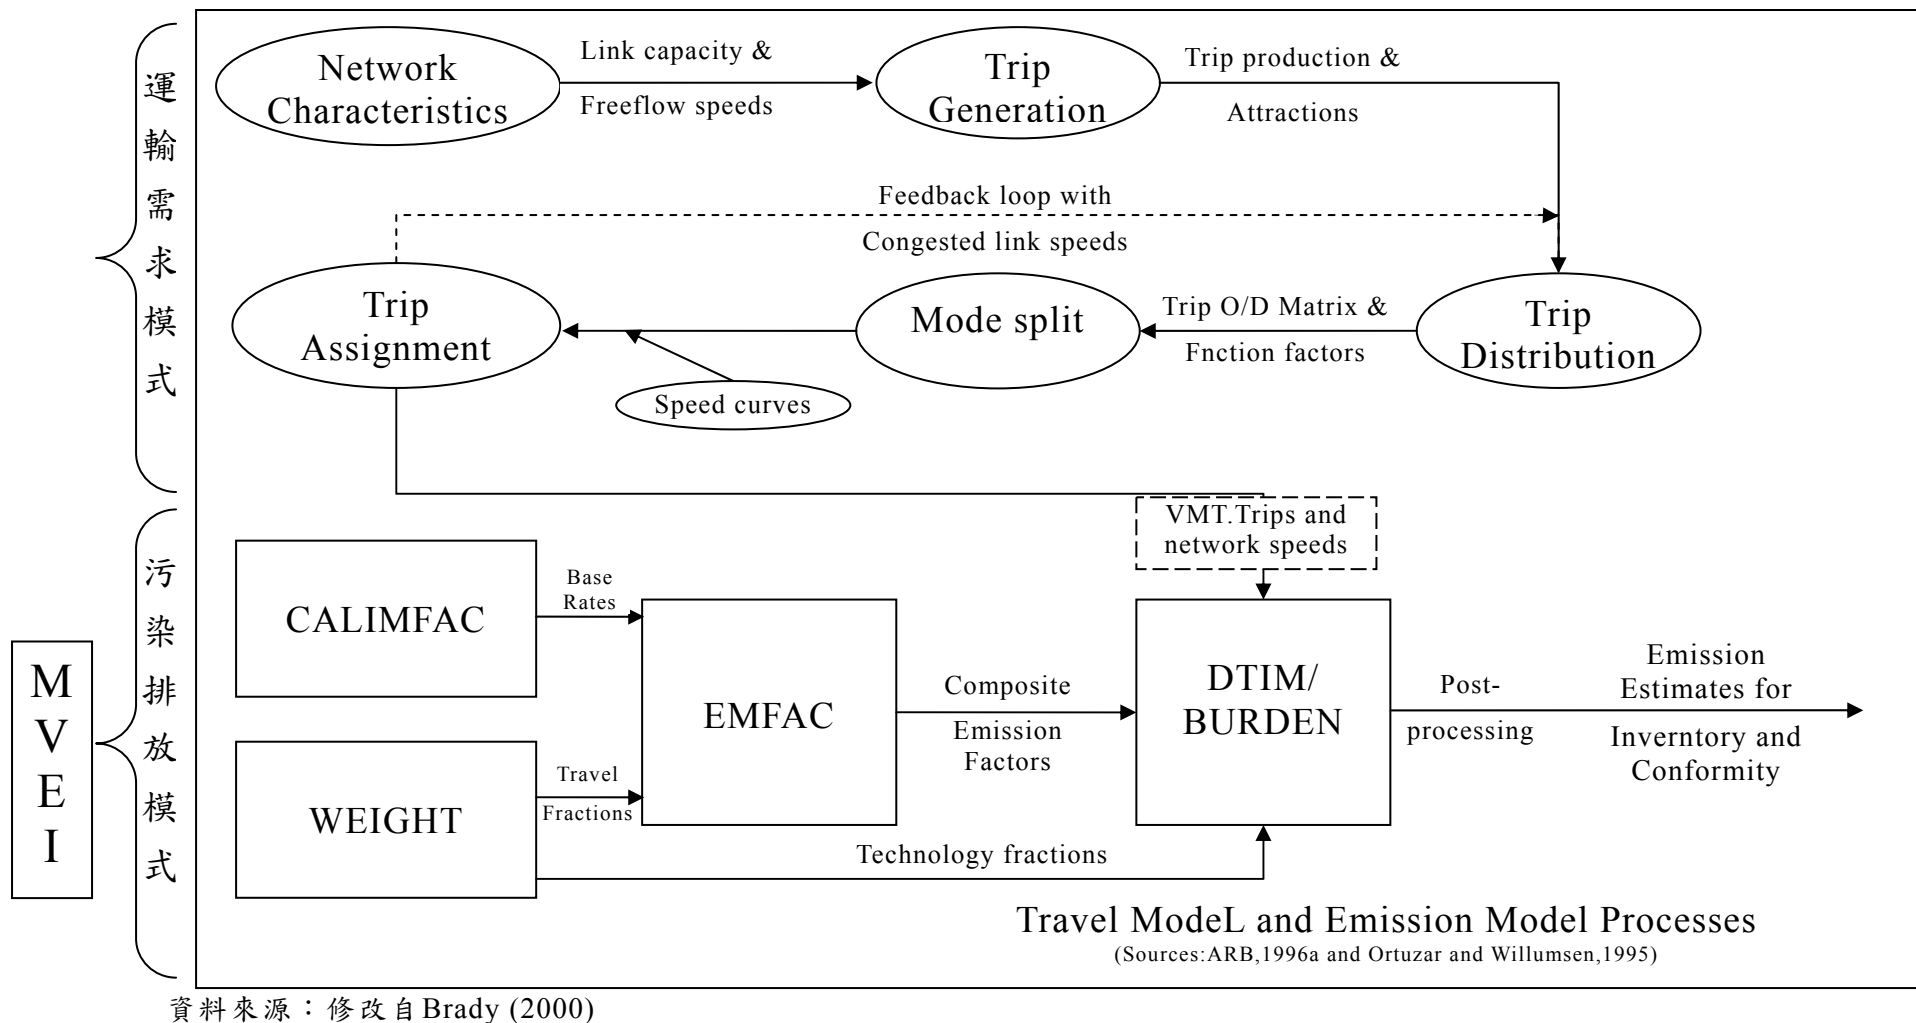 運輸需求模式
Network
Characteristics
Link capacity &
Freeflow speeds
Trip
Generation
Trip production &
Attractions
Feedback loop with
Congested link speeds
Trip
Assignment
Mode split
Trip O/D Matrix &
Fnction factors
Trip
Distribution
Speed curves
VMT.Trips and
network speeds
污染排放模式
MVEI
CALIMFAC
Base
Rates
WEIGHT
Travel
Fractions
EMFAC
Composite
Emission
Factors
DTIM/
BURDEN
Post-
processing
Emission
Estimates for
Inverntory and
Conformity
Technology fractions
Travel ModeL and Emission Model Processes
(Sources:ARB,1996a and Ortuzar and Willumsen,1995)
資料來源：修改自Brady (2000)